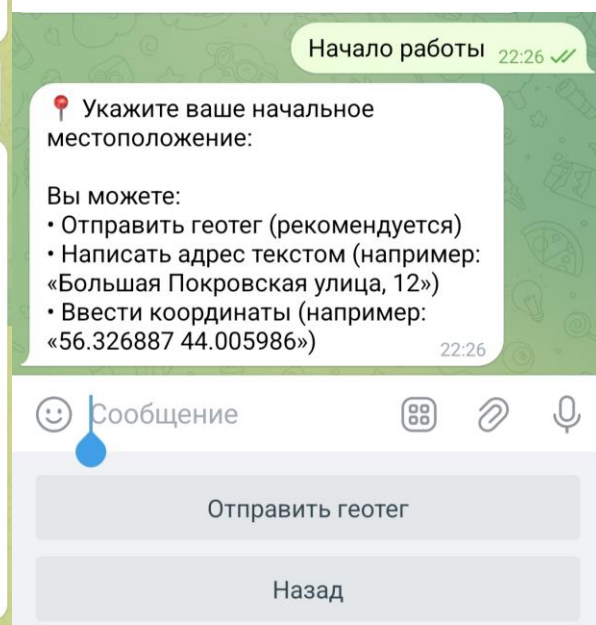 Начало работы 22:26
📍 Укажите ваше начальное
местоположение:
Вы можете:
• Отправить геотег (рекомендуется)
• Написать адрес текстом (например:
«Большая Покровская улица, 12»)
• Ввести координаты (например:
«56.326887 44.005986»)
22:26
Сообщение
Отправить геотег
Назад